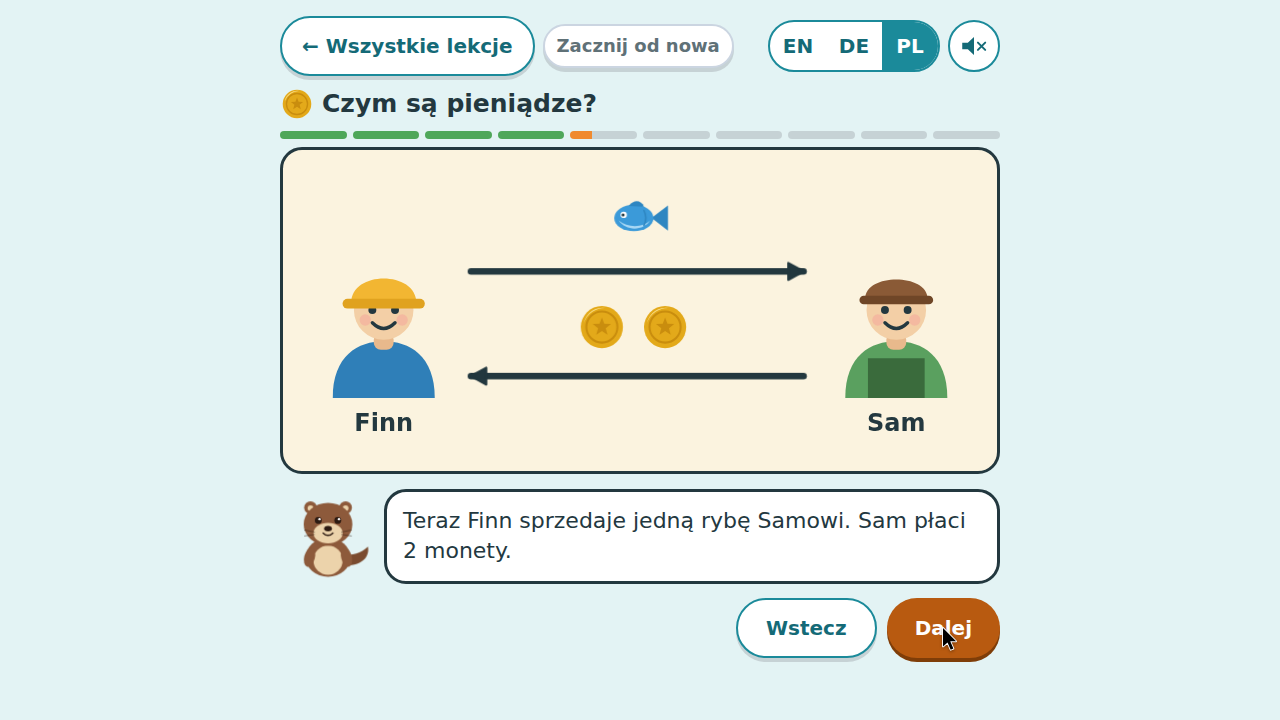 ← Wszystkie lekcje
Zacznij od nowa
EN DE PL
Czym są pieniądze?
Finn
Sam
Teraz Finn sprzedaje jedną rybę Samowi. Sam płaci
2 monety.
Wstecz
Dalej